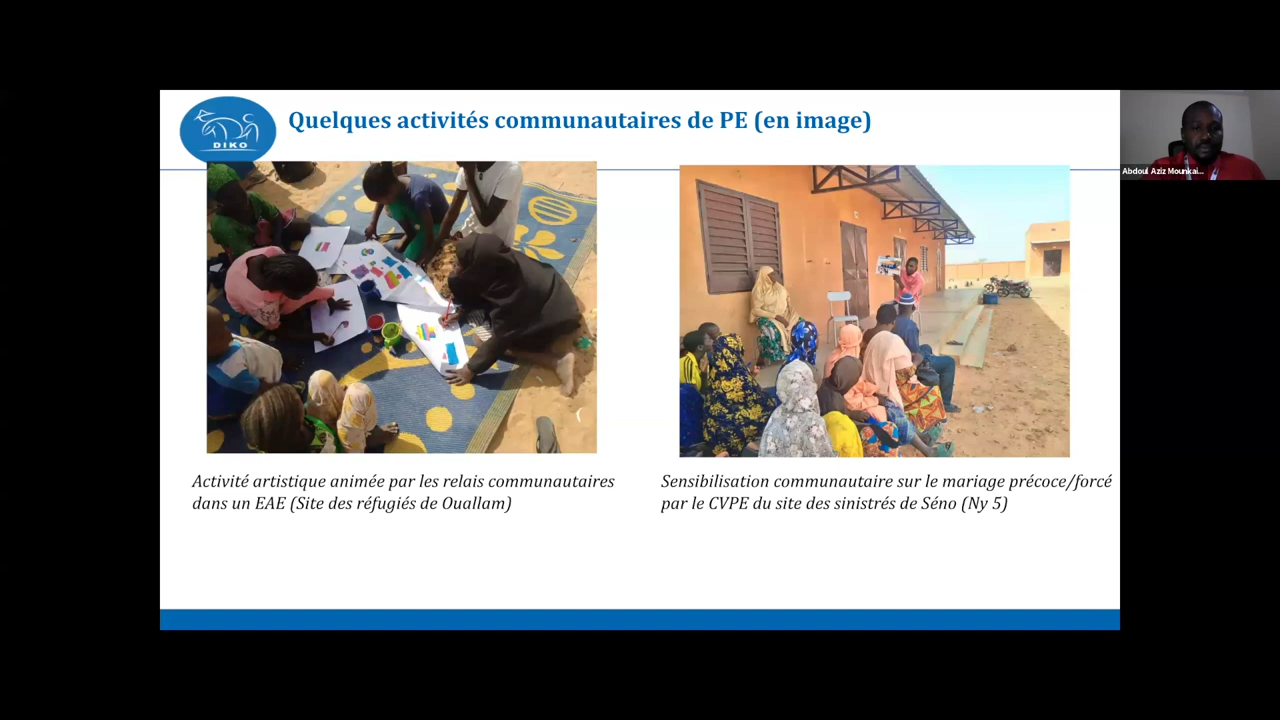 Quelques activités communautaires de PE (en image)
DIKO
Abdoul Aziz Mounkai...
Activité artistique animée par les relais communautaires
dans un EAE (Site des réfugiés de Ouallam)
Sensibilisation communautaire sur le mariage précoce/forcé
par le CVPE du site des sinistrés de Séno (Ny 5)